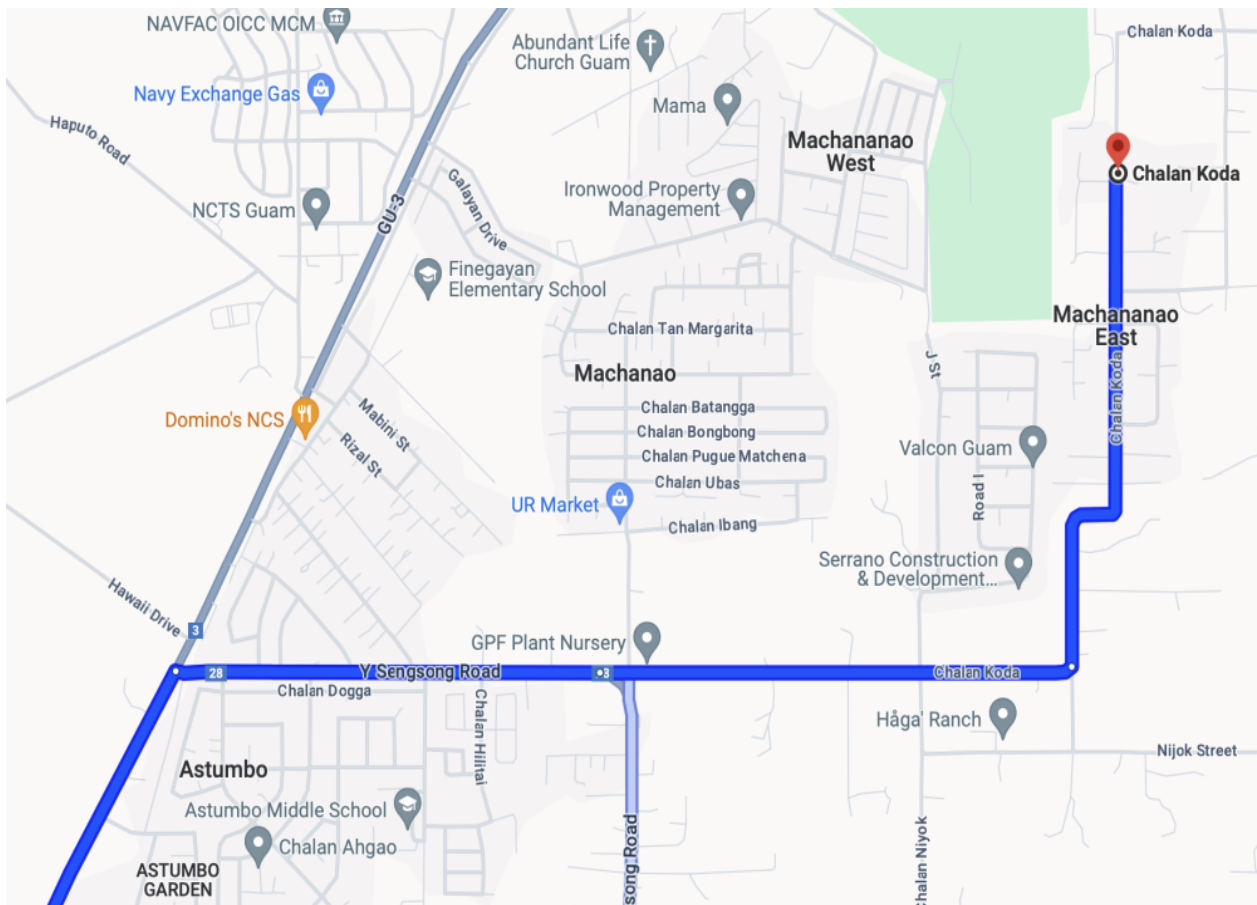 NAVFAC OICC MCM
Navy Exchange Gas
Haputo Road
NCTS Guam
GU-3
Abundant Life
Church Guam
Mama
Machananao
West
Ironwood Property
Management
Galayan Drive
Finegayan
Elementary School
Chalan Koda
Chalan Koda
Machananao
East
Chalan Koda
Chalan Tan Margarita
Machanao
J St
Domino's NCS
Mabini St
Rizal St
Chalan Batangga
Chalan Bongbong
Chalan Pugue Matchena
Chalan Ubas
UR Market
Chalan Ibang
Valcon Guam
Road I
Serrano Construction
& Development...
Hawaii Drive
3
GPF Plant Nursery
28
Y Sengsong Road
3
Chalan Koda
Chalan Dogga
Chalan Hilitai
Håga' Ranch
Nijok Street
Astumbo
Astumbo Middle School
Chalan Ahgao
ASTUMBO
GARDEN
song Road
Chalan Niyok